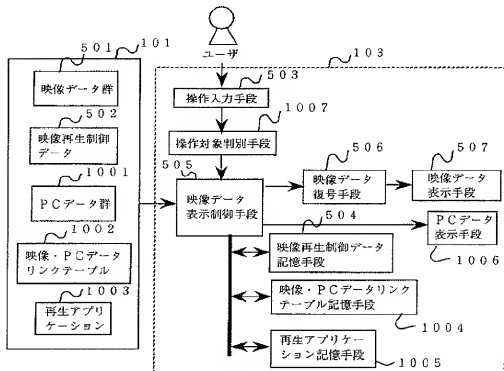 501
101
映像データ群
502
映像再生制御
データ
1001
PCデータ群
1002
映像・PCデータ
リンクテーブル
1003
再生アプリ
ケーション
ユーザ
103
503
操作入力手段
1007
操作対象判別手段
505
映像データ
表示制御手段
506
映像データ
復号手段
507
映像データ
表示手段
504
映像再生制御データ
記憶手段
PCデータ
表示手段
1006
映像・PCデータリンク
テーブル記憶手段
1004
再生アプリケー
ション記憶手段
1005